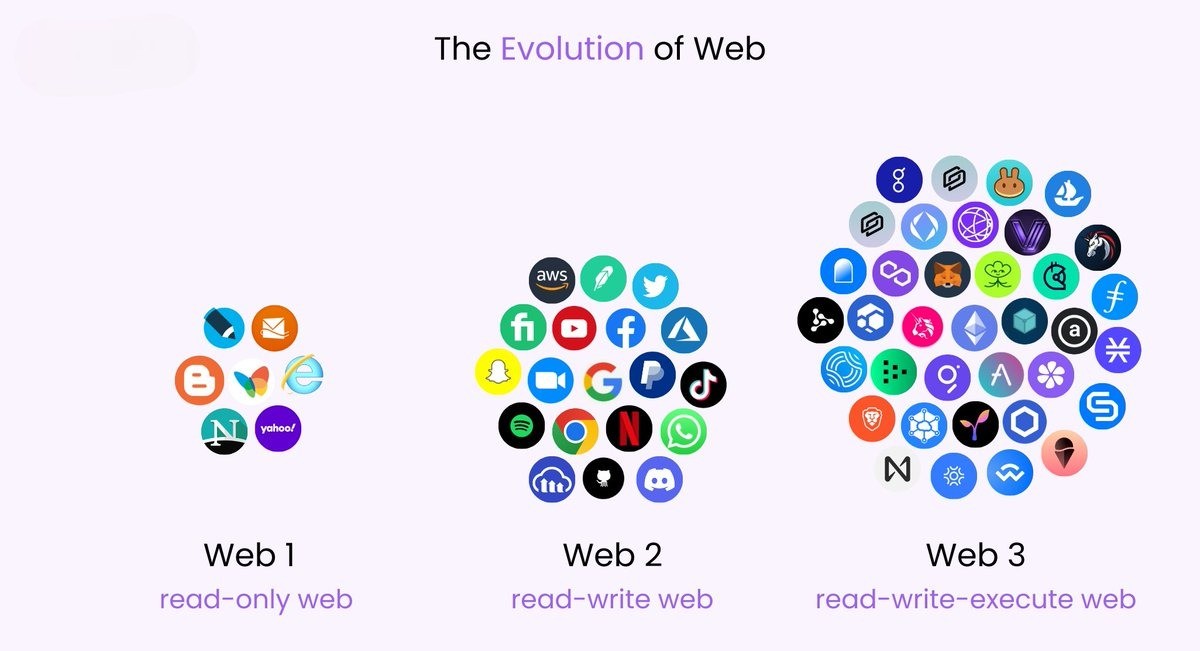 The Evolution of Web
aws
yahoo!
Web 1
Web 2
Web 3
read-only web
read-write web
read-write-execute web